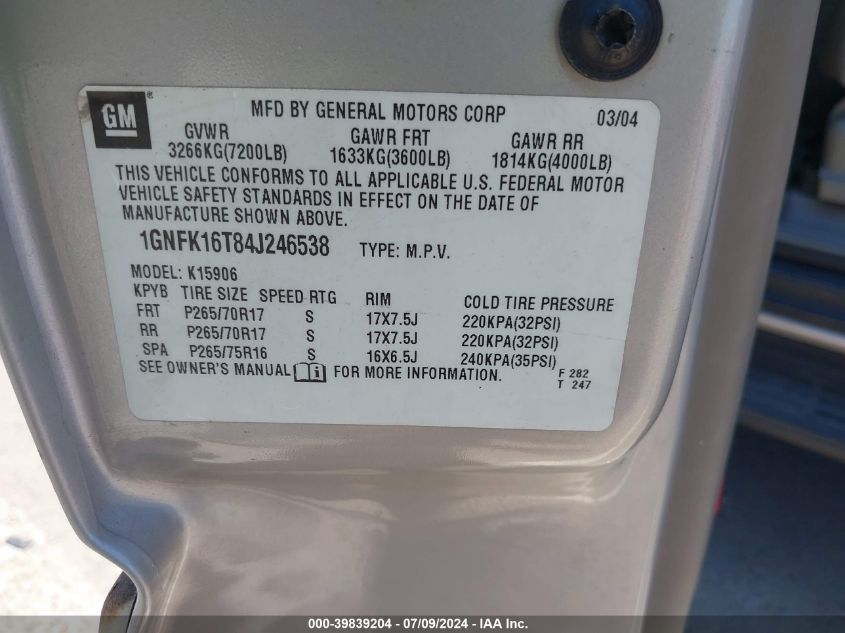 GM
MFD BY GENERAL MOTORS CORP 03/04
GVWR GAWR FRT GAWR RR
3266KG(7200LB) 1633KG(3600LB) 1814KG(4000LB)
THIS VEHICLE CONFORMS TO ALL APPLICABLE U.S. FEDERAL MOTOR
VEHICLE SAFETY STANDARDS IN EFFECT ON THE DATE OF
MANUFACTURE SHOWN ABOVE.
1GNFK16T84J246538 TYPE: M.P.V.
MODEL: K15906
KPYB TIRE SIZE SPEED RTG RIM COLD TIRE PRESSURE
FRT P265/70R17 S 17X7.5J 220KPA(32PSI)
RR P265/70R17 S 17X7.5J 220KPA(32PSI)
SPA P265/75R16 S 16X6.5J 240KPA(35PSI)
SEE OWNER'S MANUAL i FOR MORE INFORMATION.
F 282
T 247
000-39839204 - 07/09/2024 - IAA Inc.